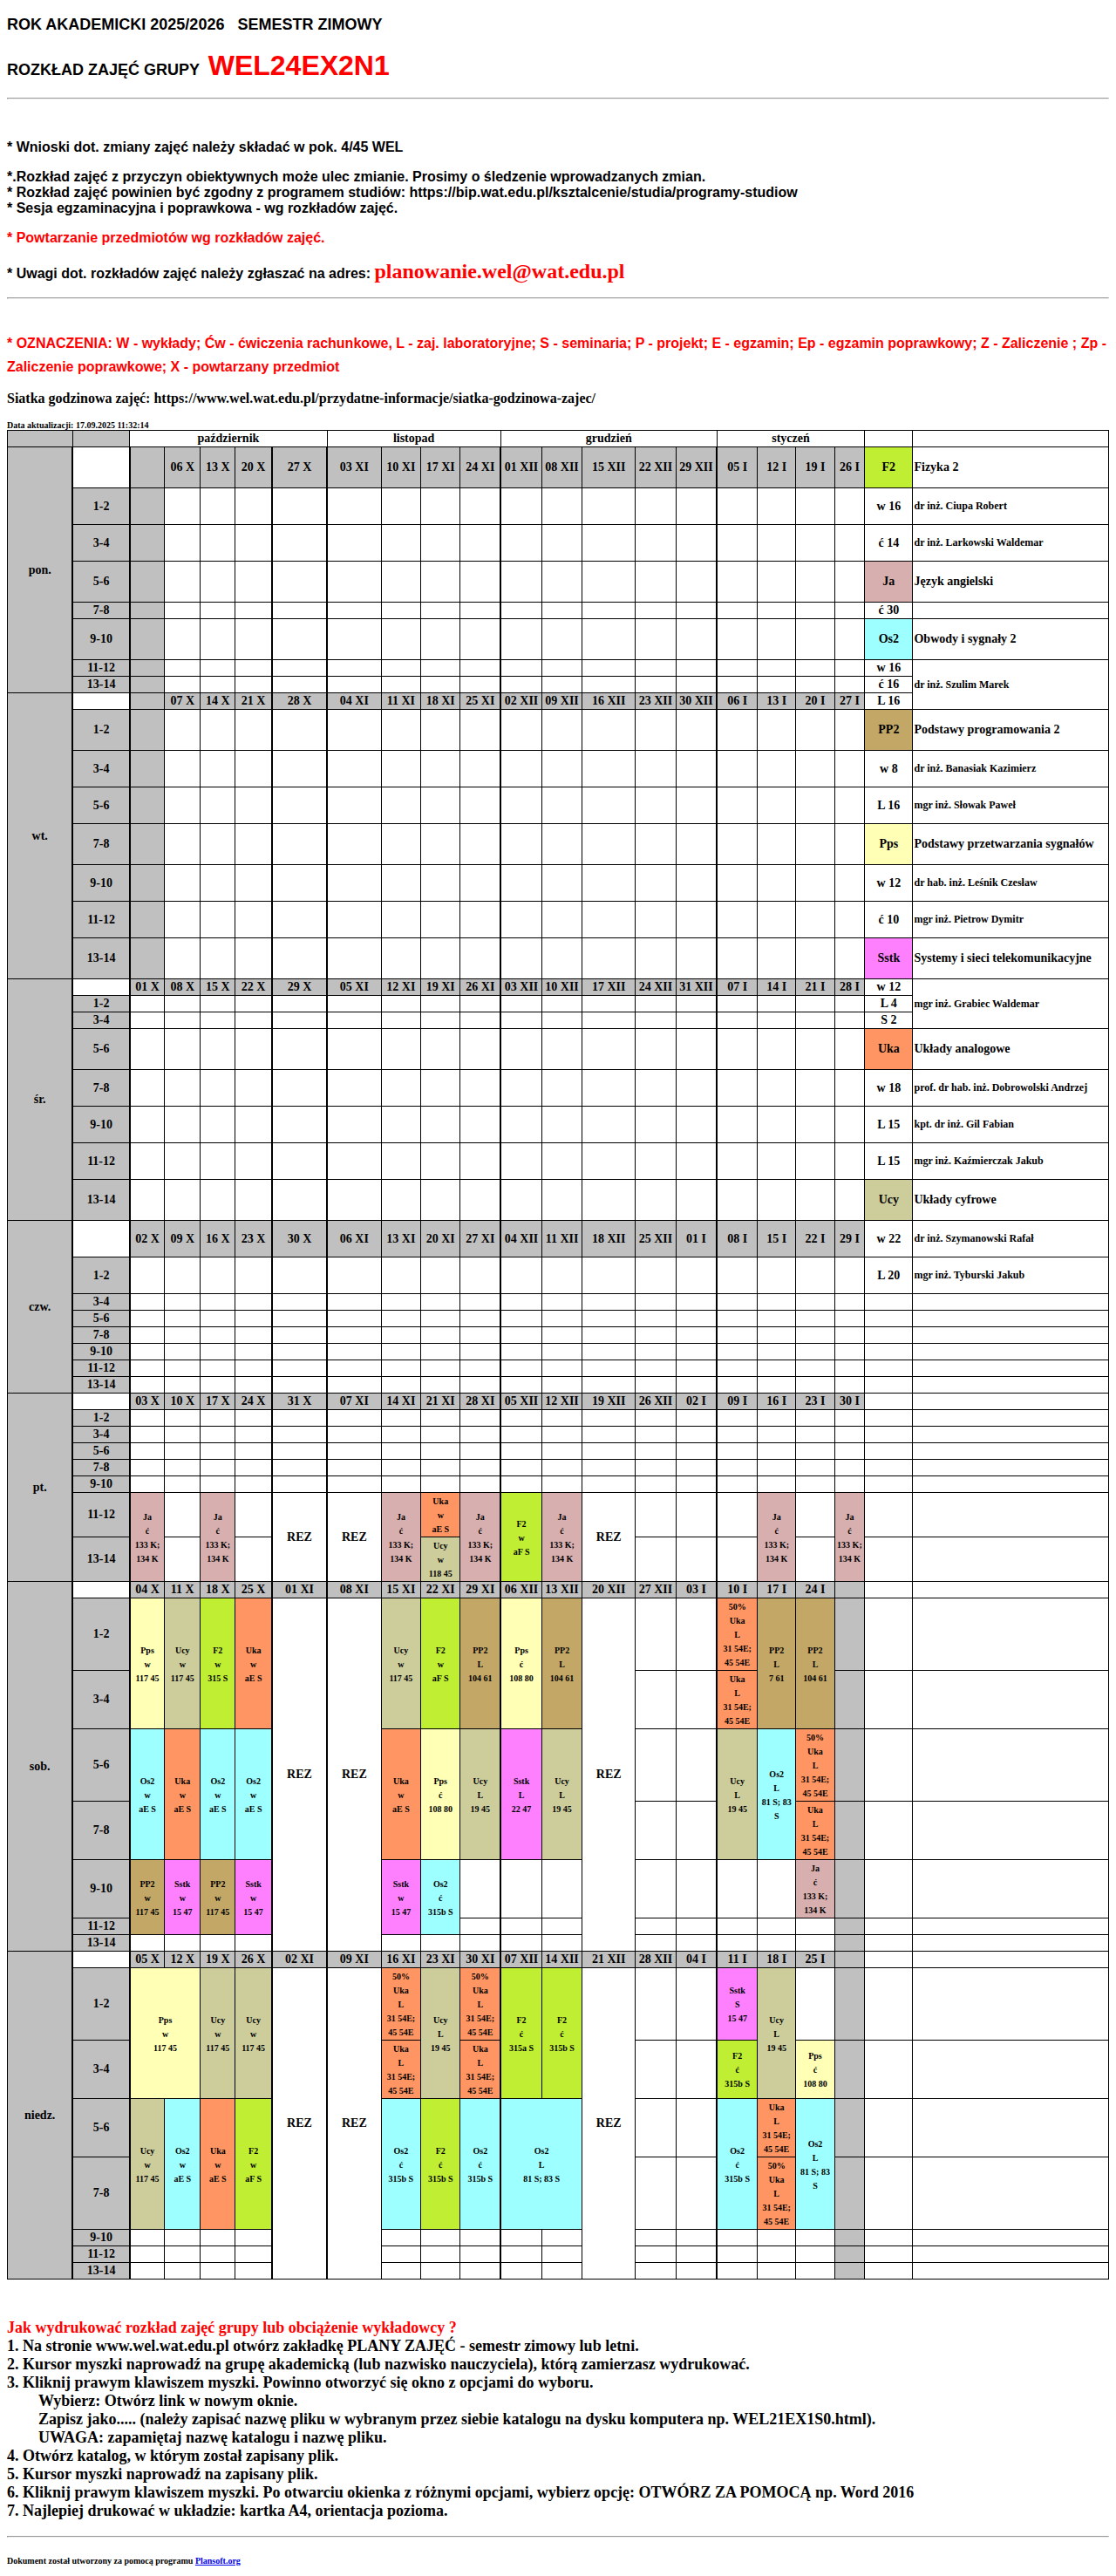 ROK AKADEMICKI 2025/2026   SEMESTR ZIMOWY
ROZKŁAD ZAJĘĆ GRUPY  WEL24EX2N1
* Wnioski dot. zmiany zajęć należy składać w pok. 4/45 WEL
*.Rozkład zajęć z przyczyn obiektywnych może ulec zmianie. Prosimy o śledzenie wprowadzanych zmian.
* Rozkład zajęć powinien być zgodny z programem studiów: https://bip.wat.edu.pl/ksztalcenie/studia/programy-studiow
* Sesja egzaminacyjna i poprawkowa - wg rozkładów zajęć.
* Powtarzanie przedmiotów wg rozkładów zajęć.
* Uwagi dot. rozkładów zajęć należy zgłaszać na adres: planowanie.wel@wat.edu.pl
* OZNACZENIA: W - wykłady; Ćw - ćwiczenia rachunkowe, L - zaj. laboratoryjne; S - seminaria; P - projekt; E - egzamin; Ep - egzamin poprawkowy; Z - Zaliczenie ; Zp -
Zaliczenie poprawkowe; X - powtarzany przedmiot
Siatka godzinowa zajęć: https://www.wel.wat.edu.pl/przydatne-informacje/siatka-godzinowa-zajec/
Data aktualizacji: 17.09.2025 11:32:14
październik listopad grudzień styczeń
pon. 06 X 13 X 20 X 27 X 03 XI 10 XI 17 XI 24 XI 01 XII 08 XII 15 XII 22 XII 29 XII 05 I 12 I 19 I 26 I F2 Fizyka 2
1-2 w 16 dr inż. Ciupa Robert
3-4 ć 14 dr inż. Larkowski Waldemar
5-6 Ja Język angielski
7-8 ć 30
9-10 Os2 Obwody i sygnały 2
11-12 w 16 dr inż. Szulim Marek
13-14 ć 16
wt. 07 X 14 X 21 X 28 X 04 XI 11 XI 18 XI 25 XI 02 XII 09 XII 16 XII 23 XII 30 XII 06 I 13 I 20 I 27 I L 16
1-2 PP2 Podstawy programowania 2
3-4 w 8 dr inż. Banasiak Kazimierz
5-6 L 16 mgr inż. Słowak Paweł
7-8 Pps Podstawy przetwarzania sygnałów
9-10 w 12 dr hab. inż. Leśnik Czesław
11-12 ć 10 mgr inż. Pietrow Dymitr
13-14 Sstk Systemy i sieci telekomunikacyjne
śr. 01 X 08 X 15 X 22 X 29 X 05 XI 12 XI 19 XI 26 XI 03 XII 10 XII 17 XII 24 XII 31 XII 07 I 14 I 21 I 28 I w 12 mgr inż. Grabiec Waldemar
1-2 L 4
3-4 S 2
5-6 Uka Układy analogowe
7-8 w 18 prof. dr hab. inż. Dobrowolski Andrzej
9-10 L 15 kpt. dr inż. Gil Fabian
11-12 L 15 mgr inż. Kaźmierczak Jakub
13-14 Ucy Układy cyfrowe
czw. 02 X 09 X 16 X 23 X 30 X 06 XI 13 XI 20 XI 27 XI 04 XII 11 XII 18 XII 25 XII 01 I 08 I 15 I 22 I 29 I w 22 dr inż. Szymanowski Rafał
1-2 L 20 mgr inż. Tyburski Jakub
3-4
5-6
7-8
9-10
11-12
13-14
pt. 03 X 10 X 17 X 24 X 31 X 07 XI 14 XI 21 XI 28 XI 05 XII 12 XII 19 XII 26 XII 02 I 09 I 16 I 23 I 30 I
1-2
3-4
5-6
7-8
9-10
11-12 Ja ć 133 K; 134 K Ja ć 133 K; 134 K REZ REZ Ja ć 133 K; 134 K Uka w aE S Ja ć 133 K; 134 K F2 w aF S Ja ć 133 K; 134 K REZ Ja ć 133 K; 134 K Ja ć 133 K; 134 K
13-14 Ucy w 118 45
sob. 04 X 11 X 18 X 25 X 01 XI 08 XI 15 XI 22 XI 29 XI 06 XII 13 XII 20 XII 27 XII 03 I 10 I 17 I 24 I
1-2 Pps w 117 45 Ucy w 117 45 F2 w 315 S Uka w aE S REZ REZ Ucy w 117 45 F2 w aF S PP2 L 104 61 Pps ć 108 80 PP2 L 104 61 REZ 50% Uka L 31 54E; 45 54E PP2 L 7 61 PP2 L 104 61
3-4 Uka L 31 54E; 45 54E
5-6 Os2 w aE S Uka w aE S Os2 w aE S Os2 w aE S Uka w aE S Pps ć 108 80 Ucy L 19 45 Sstk L 22 47 Ucy L 19 45 Ucy L 19 45 Os2 L 81 S; 83 S 50% Uka L 31 54E; 45 54E
7-8 Uka L 31 54E; 45 54E
9-10 PP2 w 117 45 Sstk w 15 47 PP2 w 117 45 Sstk w 15 47 Sstk w 15 47 Os2 ć 315b S Ja ć 133 K; 134 K
11-12
13-14
niedz. 05 X 12 X 19 X 26 X 02 XI 09 XI 16 XI 23 XI 30 XI 07 XII 14 XII 21 XII 28 XII 04 I 11 I 18 I 25 I
1-2 Pps w 117 45 Ucy w 117 45 Ucy w 117 45 REZ REZ 50% Uka L 31 54E; 45 54E Ucy L 19 45 50% Uka L 31 54E; 45 54E F2 ć 315a S F2 ć 315b S REZ Sstk S 15 47 Ucy L 19 45
3-4 Uka L 31 54E; 45 54E Uka L 31 54E; 45 54E F2 ć 315b S Pps ć 108 80
5-6 Ucy w 117 45 Os2 w aE S Uka w aE S F2 w aF S Os2 ć 315b S F2 ć 315b S Os2 ć 315b S Os2 L 81 S; 83 S Os2 ć 315b S Uka L 31 54E; 45 54E Os2 L 81 S; 83 S
7-8 50% Uka L 31 54E; 45 54E
9-10
11-12
13-14
Jak wydrukować rozkład zajęć grupy lub obciążenie wykładowcy ?
1. Na stronie www.wel.wat.edu.pl otwórz zakładkę PLANY ZAJĘĆ - semestr zimowy lub letni.
2. Kursor myszki naprowadź na grupę akademicką (lub nazwisko nauczyciela), którą zamierzasz wydrukować.
3. Kliknij prawym klawiszem myszki. Powinno otworzyć się okno z opcjami do wyboru.
Wybierz: Otwórz link w nowym oknie.
Zapisz jako..... (należy zapisać nazwę pliku w wybranym przez siebie katalogu na dysku komputera np. WEL21EX1S0.html).
UWAGA: zapamiętaj nazwę katalogu i nazwę pliku.
4. Otwórz katalog, w którym został zapisany plik.
5. Kursor myszki naprowadź na zapisany plik.
6. Kliknij prawym klawiszem myszki. Po otwarciu okienka z różnymi opcjami, wybierz opcję: OTWÓRZ ZA POMOCĄ np. Word 2016
7. Najlepiej drukować w układzie: kartka A4, orientacja pozioma.
Dokument został utworzony za pomocą programu Plansoft.org